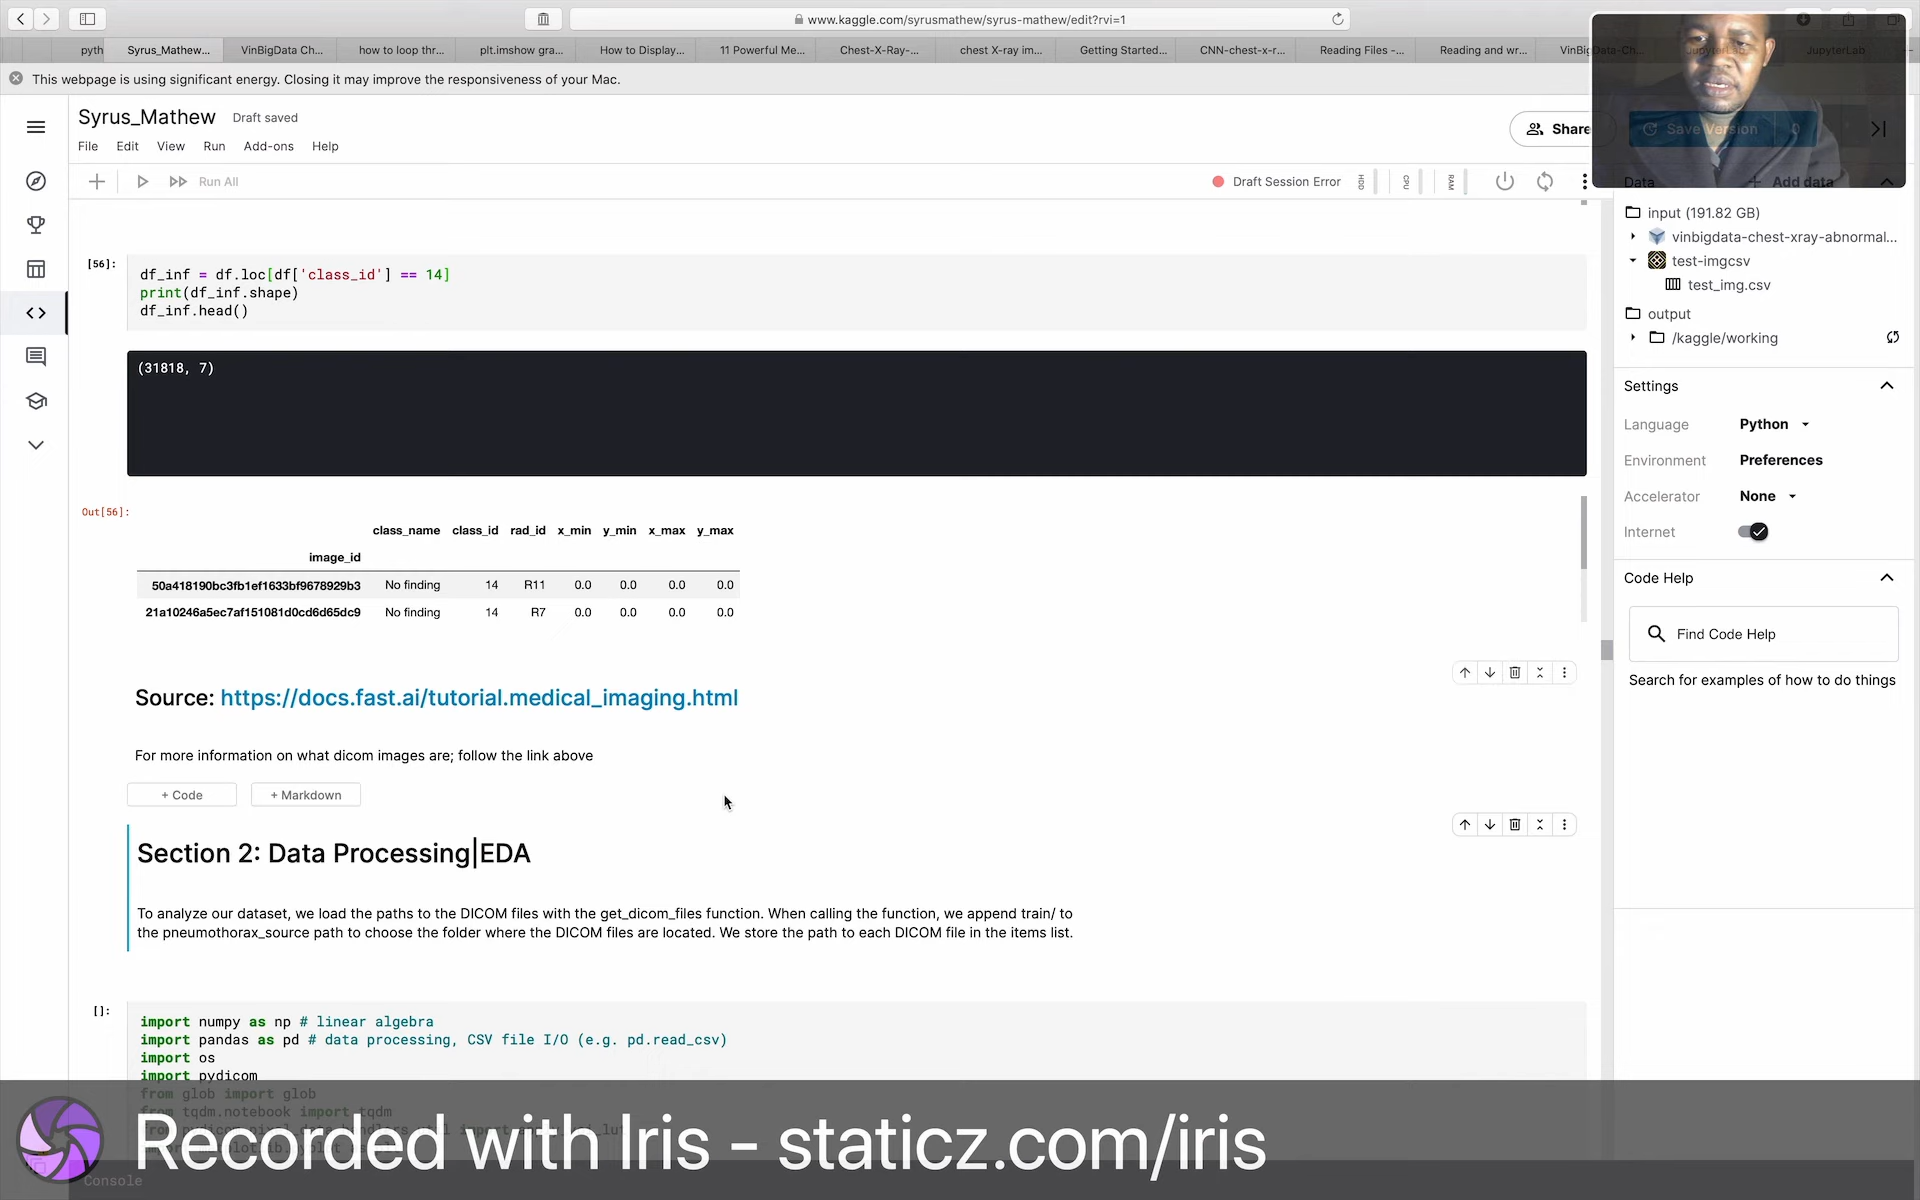 www.kaggle.com/syrusmathew/syrus-mathew/edit?rvi=1
pyth
Syrus_Mathew...
VinBigData Ch...
how to loop thr...
plt.imshow gra...
How to Display...
11 Powerful Me...
Chest-X-Ray-...
chest X-ray im...
Getting Started...
CNN-chest-x-r...
Reading Files -...
Reading and wr...
VinBigData-Ch...
JupyterLab
JupyterLab
This webpage is using significant energy. Closing it may improve the responsiveness of your Mac.
Syrus_Mathew Draft saved
Share
Save Version 0
File Edit View Run Add-ons Help
Run All
Draft Session Error
HDD
CPU
RAM
Data
Add data
input (191.82 GB)
vinbigdata-chest-xray-abnormal...
test-imgcsv
test_img.csv
output
/kaggle/working
Settings
Language Python
Environment Preferences
Accelerator None
Internet
Code Help
Find Code Help
Search for examples of how to do things
[56]:
df_inf = df.loc[df['class_id'] == 14]
print(df_inf.shape)
df_inf.head()
(31818, 7)
Out[56]:
class_name class_id rad_id x_min y_min x_max y_max
image_id
50a418190bc3fb1ef1633bf9678929b3 No finding 14 R11 0.0 0.0 0.0 0.0
21a10246a5ec7af151081d0cd6d65dc9 No finding 14 R7 0.0 0.0 0.0 0.0
Source: https://docs.fast.ai/tutorial.medical_imaging.html
For more information on what dicom images are; follow the link above
+ Code + Markdown
Section 2: Data Processing|EDA
To analyze our dataset, we load the paths to the DICOM files with the get_dicom_files function. When calling the function, we append train/ to
the pneumothorax_source path to choose the folder where the DICOM files are located. We store the path to each DICOM file in the items list.
[]:
import numpy as np # linear algebra
import pandas as pd # data processing, CSV file I/O (e.g. pd.read_csv)
import os
import pydicom
from glob import glob
from tqdm.notebook import tqdm
Recorded with Iris - staticz.com/iris
Console